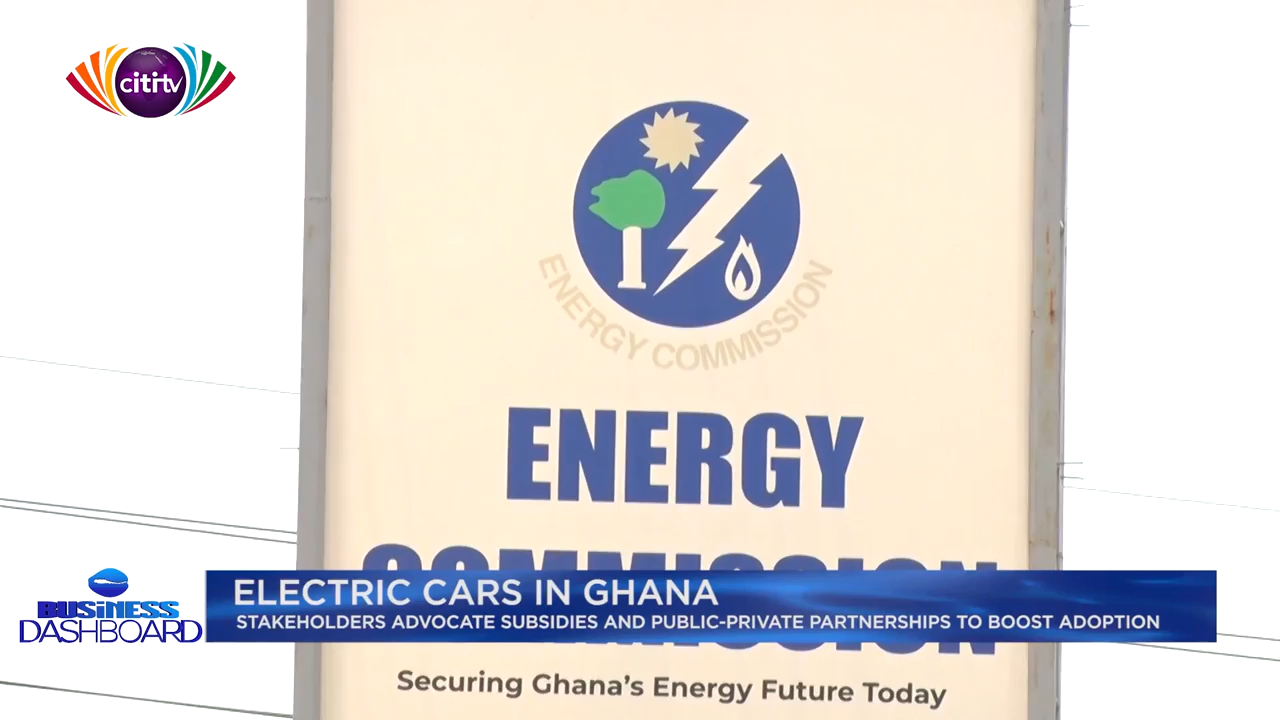 citi tv
ENERGY COMMISSION
ENERGY
COMMISSION
BUSINESS
DASHBOARD
ELECTRIC CARS IN GHANA
STAKEHOLDERS ADVOCATE SUBSIDIES AND PUBLIC-PRIVATE PARTNERSHIPS TO BOOST ADOPTION
Securing Ghana's Energy Future Today